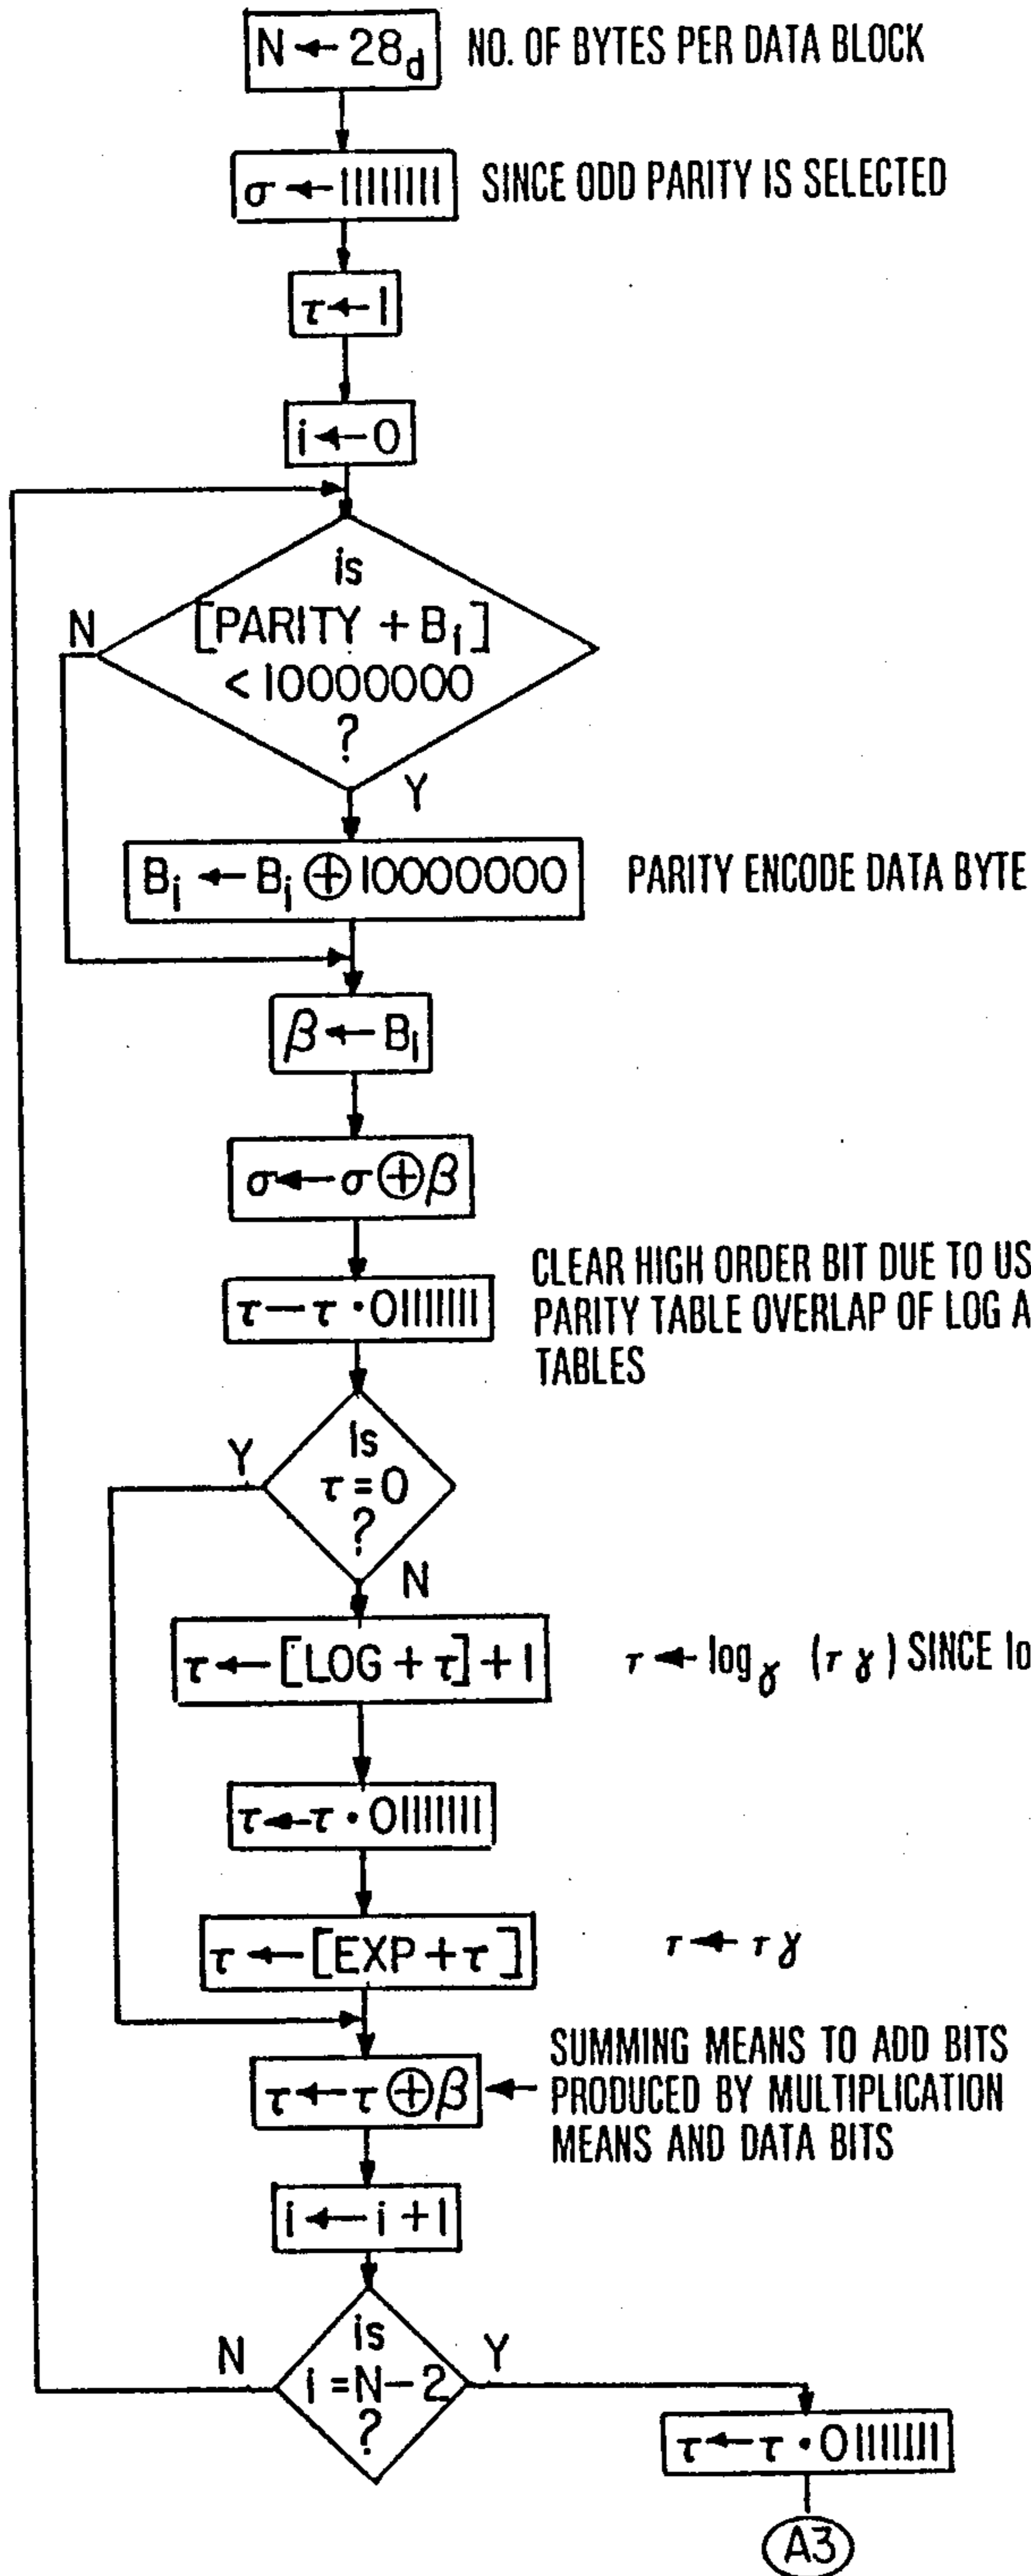 N ← 28d NO. OF BYTES PER DATA BLOCK
σ ← 11111111 SINCE ODD PARITY IS SELECTED
τ ← 1
i ← 0
is
[PARITY + Bi]
< 10000000
?
N
Y
Bi ← Bi ⊕ 10000000 PARITY ENCODE DATA BYTE
β ← Bi
σ ← σ ⊕ β
CLEAR HIGH ORDER BIT DUE TO US
PARITY TABLE OVERLAP OF LOG A
TABLES
τ — τ · 01111111
Is
τ = 0
?
Y
N
τ ← [LOG + τ] + 1 τ ← logγ (τ γ) SINCE lo
τ ← τ · 01111111
τ ← [EXP + τ] τ ← τ γ
SUMMING MEANS TO ADD BITS
PRODUCED BY MULTIPLICATION
MEANS AND DATA BITS
τ ← τ ⊕ β ←
i ← i + 1
is
i = N - 2
?
N
Y
τ ← τ · 01111111
A3